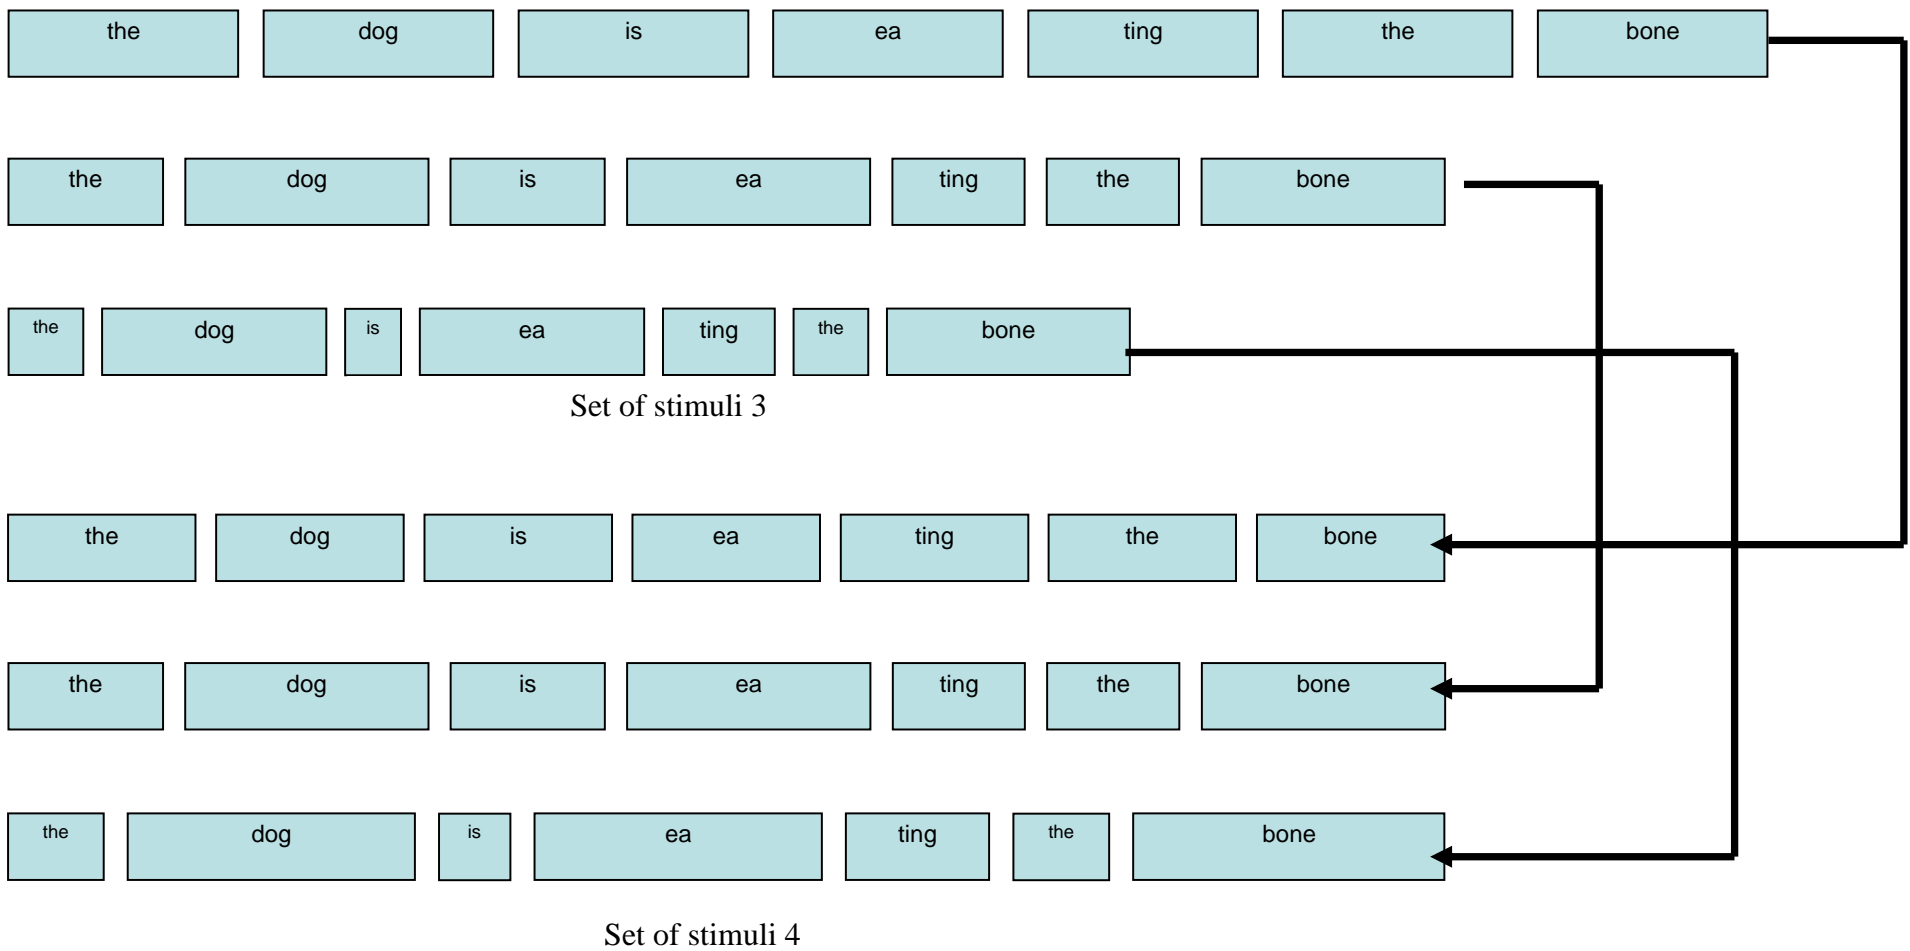 the dog is ea ting the bone
the dog is ea ting the bone
the dog is ea ting the bone
Set of stimuli 3
the dog is ea ting the bone
the dog is ea ting the bone
the dog is ea ting the bone
Set of stimuli 4